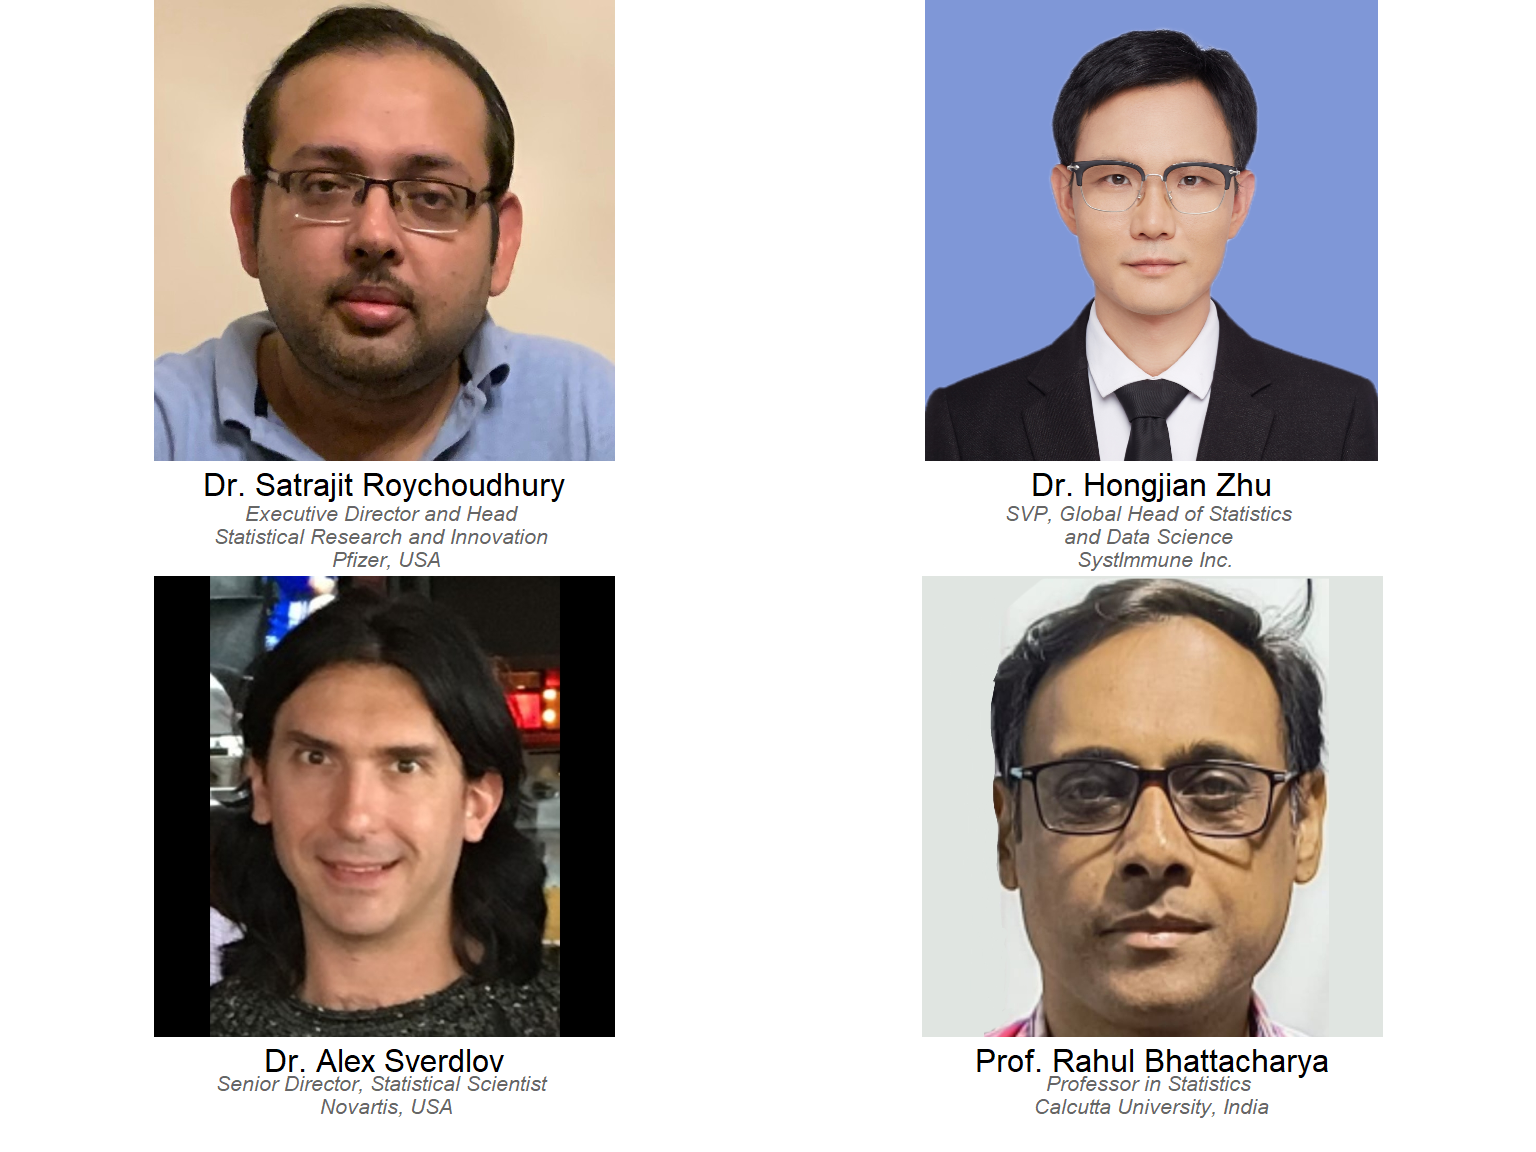 Dr. Satrajit Roychoudhury
Executive Director and Head
Statistical Research and Innovation
Pfizer, USA
Dr. Hongjian Zhu
SVP, Global Head of Statistics
and Data Science
SystImmune Inc.
Dr. Alex Sverdlov
Senior Director, Statistical Scientist
Novartis, USA
Prof. Rahul Bhattacharya
Professor in Statistics
Calcutta University, India